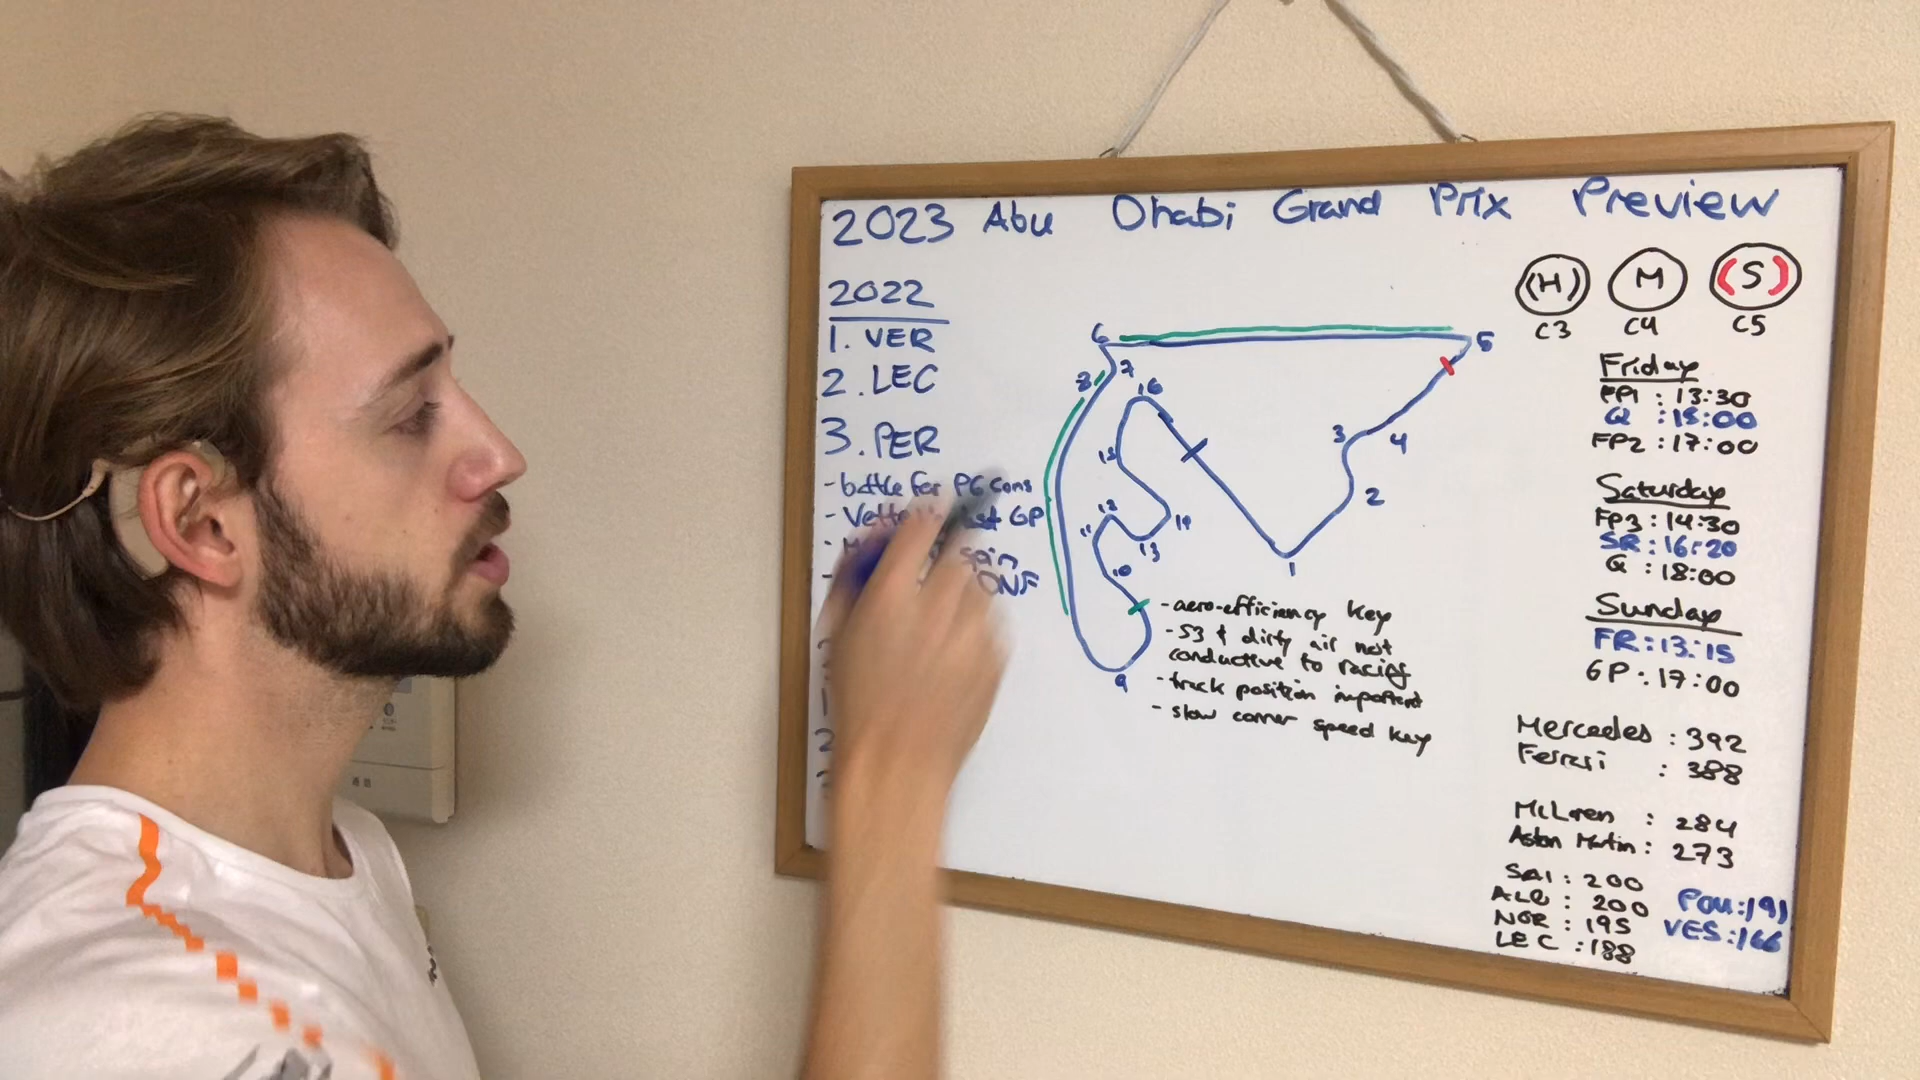 2023 Abu Dhabi Grand Prix Preview
2022
1. VER
2. LEC
3. PER
- battle for P6 cons
GP
spin
DNF
6
5
7
8
16
3
4
15
2
12
14
11
13
10
1
9
- aero-efficiency key
- S3 & dirty air not
conductive to racing
- track position important
- slow corner speed key
(H) M (S)
C3 C4 C5
Friday
FP1 : 13:30
Q : 15:00
FP2 : 17:00
Saturday
FP3 : 14:30
SR : 16:20
Q : 18:00
Sunday
FR : 13:15
GP : 17:00
Mercedes : 392
Ferrari : 388
McLaren : 284
Aston Martin : 273
SAI : 200
ALO : 200
NOR : 195
LEC : 188
POU : 191
VES : 166